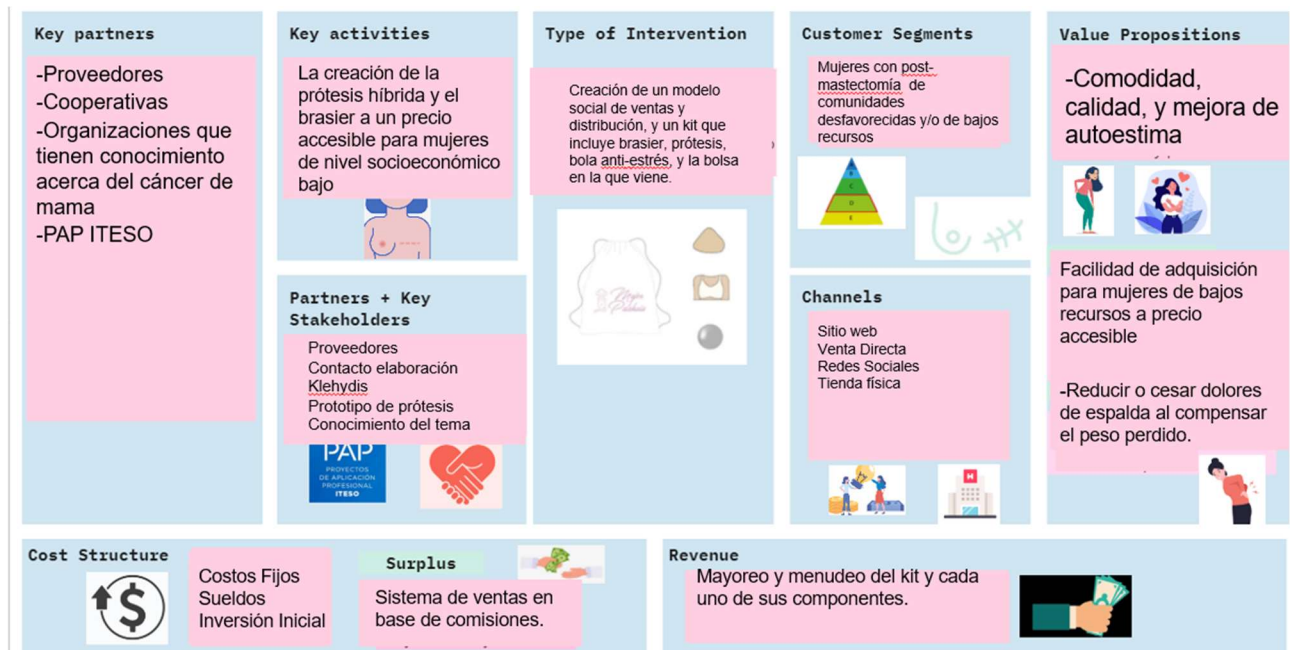 Key partners
-Proveedores
-Cooperativas
-Organizaciones que
tienen conocimiento
acerca del cáncer de
mama
-PAP ITESO
Key activities
La creación de la
prótesis híbrida y el
brasier a un precio
accesible para mujeres
de nivel socioeconómico
bajo
Partners + Key
Stakeholders
Proveedores
Contacto elaboración
Klehydis
Prototipo de prótesis
Conocimiento del tema
PAP
PROYECTOS
DE APLICACIÓN
PROFESIONAL
ITESO
Type of Intervention
Creación de un modelo
social de ventas y
distribución, y un kit que
incluye brasier, prótesis,
bola anti-estrés, y la bolsa
en la que viene.
Customer Segments
Mujeres con post-
mastectomía de
comunidades
desfavorecidas y/o de bajos
recursos
C
D
E
Channels
Sitio web
Venta Directa
Redes Sociales
Tienda física
H
Value Propositions
-Comodidad,
calidad, y mejora de
autoestima
Facilidad de adquisición
para mujeres de bajos
recursos a precio
accesible
-Reducir o cesar dolores
de espalda al compensar
el peso perdido.
Cost Structure
$
Costos Fijos
Sueldos
Inversión Inicial
Surplus
Sistema de ventas en
base de comisiones.
Revenue
Mayoreo y menudeo del kit y cada
uno de sus componentes.